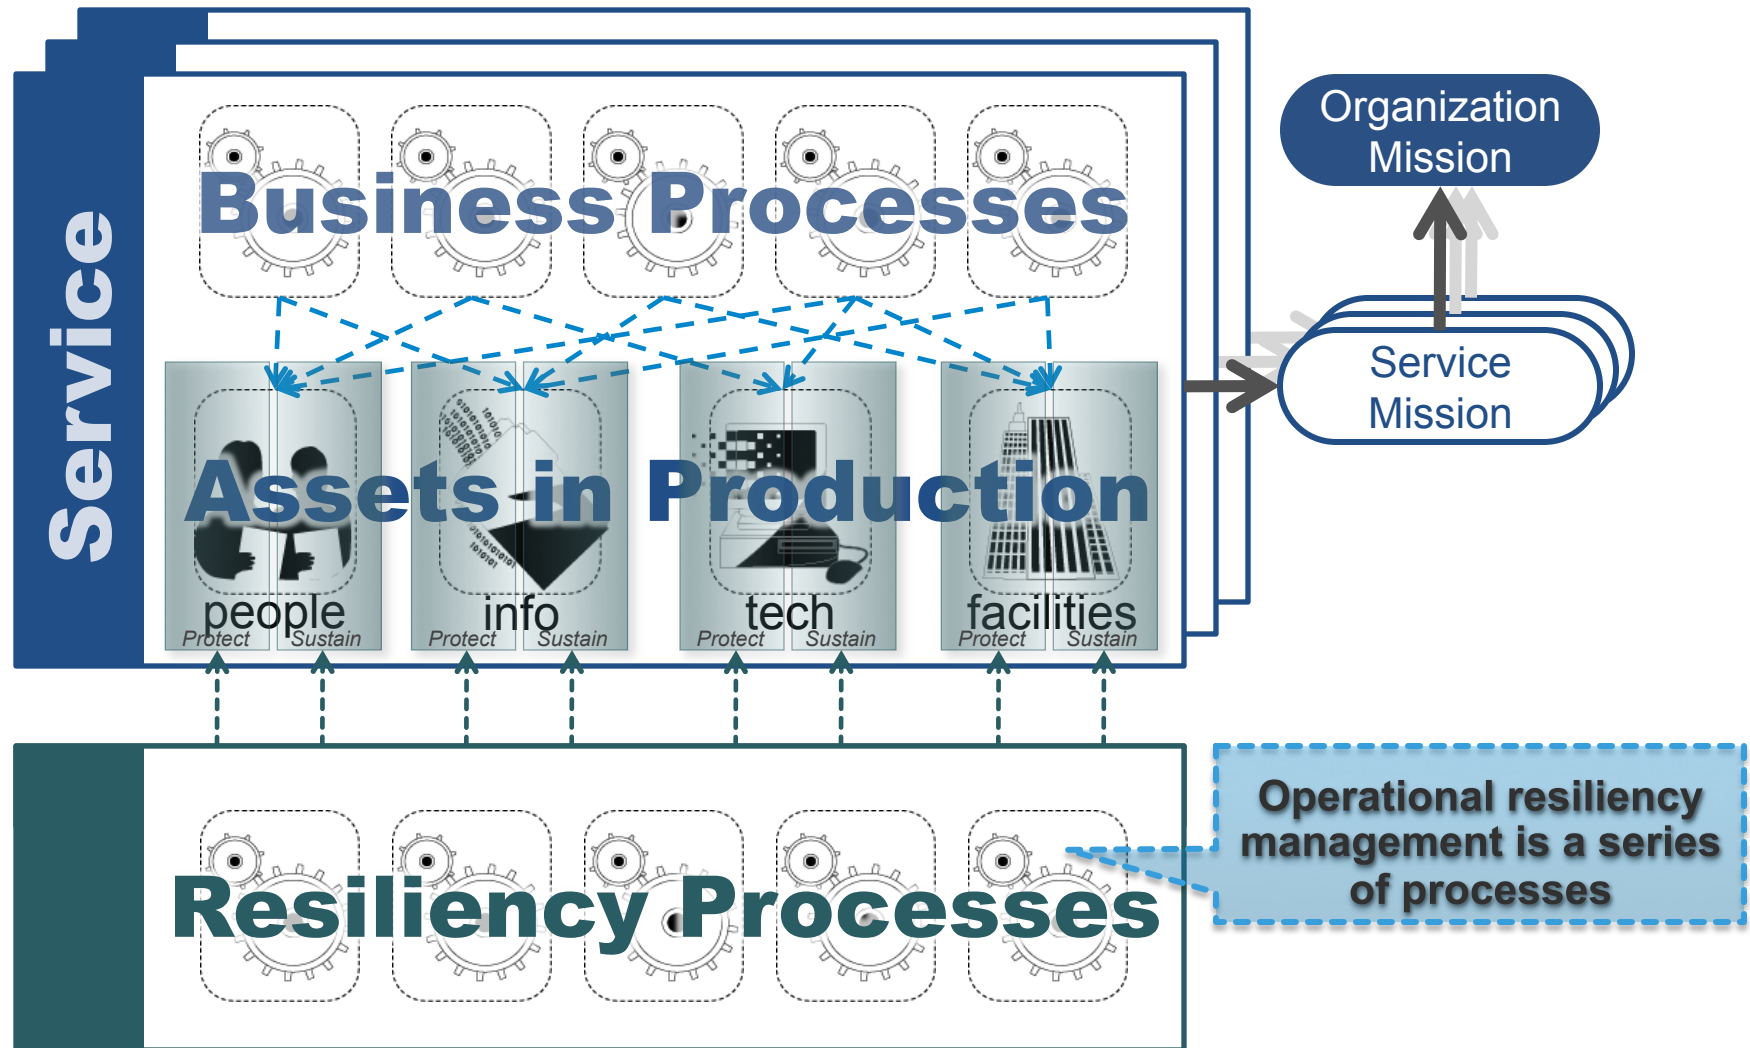 Service
Business Processes
Assets in Production
people
Protect Sustain
info
Protect Sustain
tech
Protect Sustain
facilities
Protect Sustain
Organization
Mission
Service
Mission
Resiliency Processes
Operational resiliency
management is a series
of processes